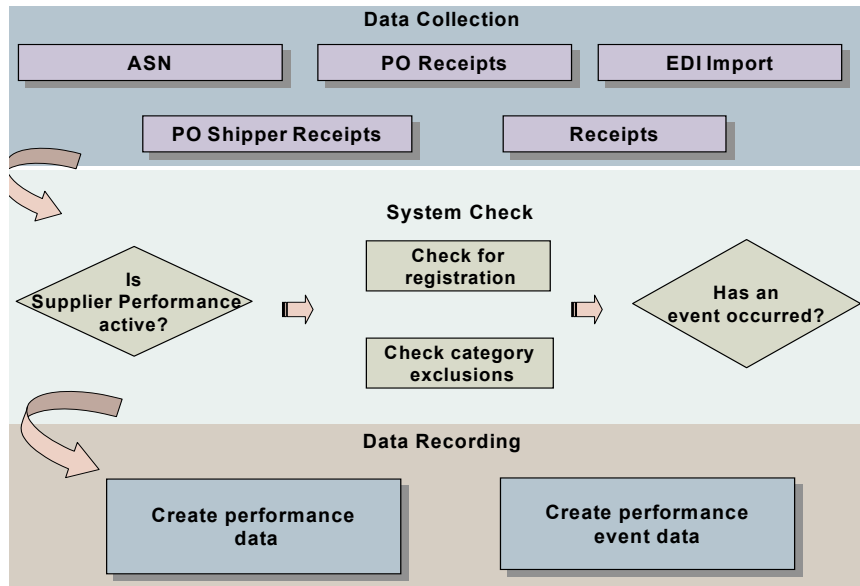 Data Collection
ASN
PO Receipts
EDI Import
PO Shipper Receipts
Receipts
System Check
Is
Supplier Performance
active?
Check for
registration
Check category
exclusions
Has an
event occurred?
Data Recording
Create performance
data
Create performance
event data